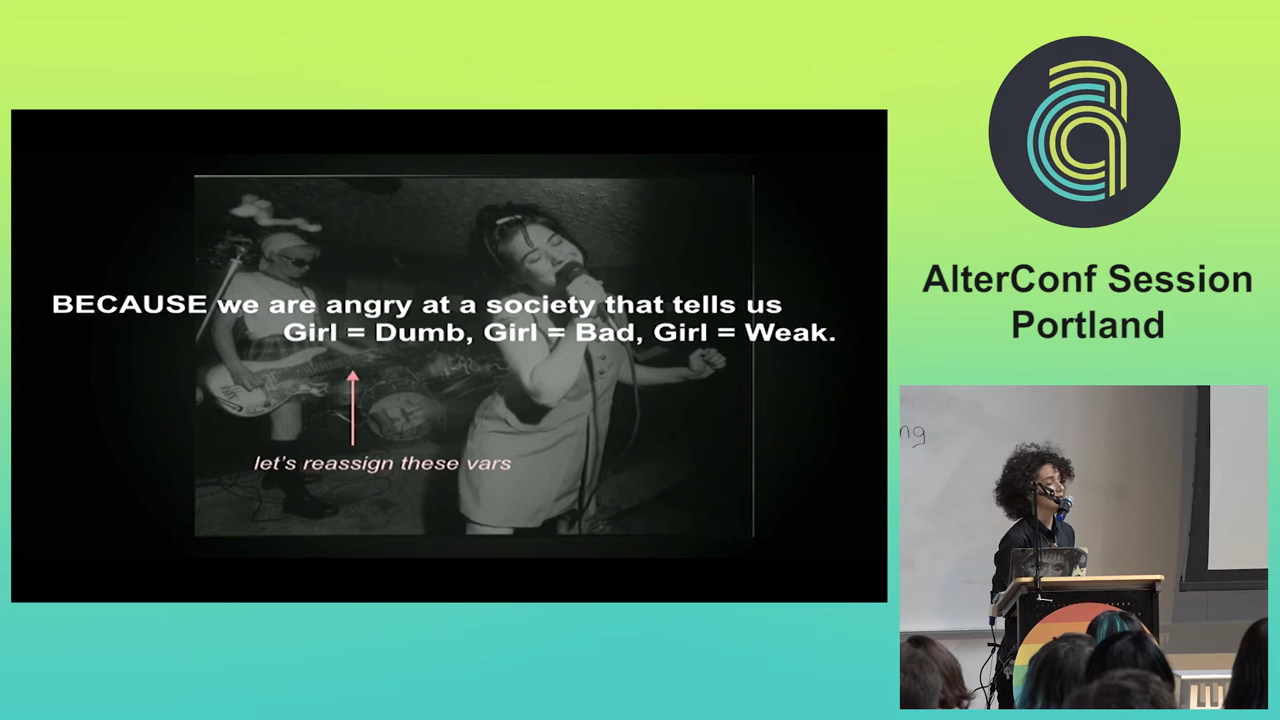 BECAUSE we are angry at a society that tells us
Girl = Dumb, Girl = Bad, Girl = Weak.
let's reassign these vars
AlterConf Session
Portland
ng